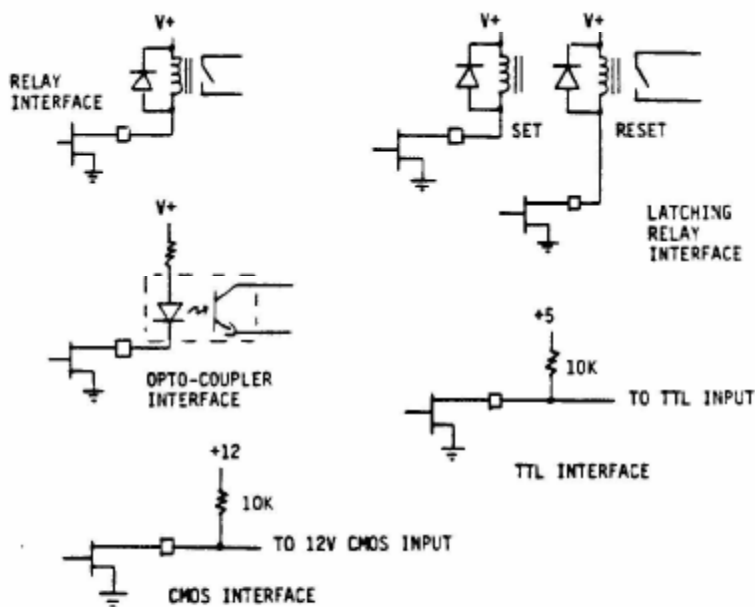 V+
RELAY
INTERFACE
V+
V+
SET
RESET
LATCHING
RELAY
INTERFACE
V+
OPTO-COUPLER
INTERFACE
+5
10K
TO TTL INPUT
TTL INTERFACE
+12
10K
TO 12V CMOS INPUT
CMOS INTERFACE